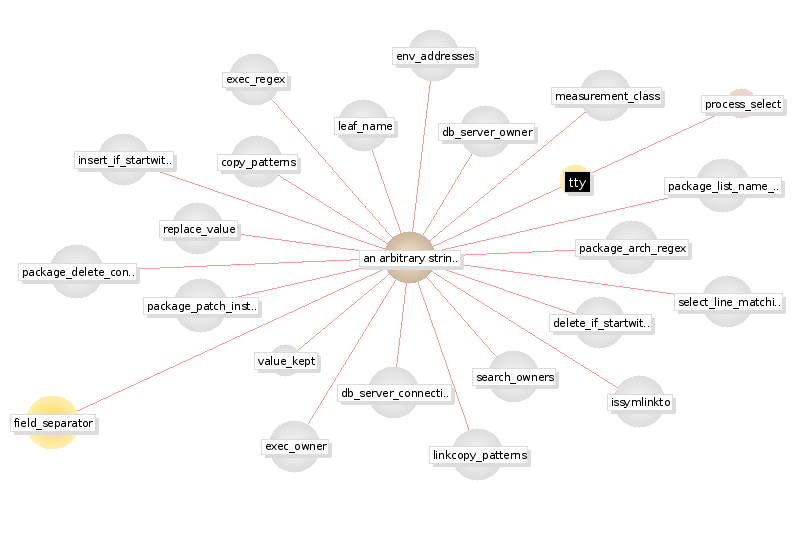 env_addresses
exec_regex
measurement_class
process_select
leaf_name
db_server_owner
insert_if_startwit..
copy_patterns
tty
package_list_name_..
replace_value
package_arch_regex
an arbitrary strin..
package_delete_con..
package_patch_inst..
select_line_matchi..
delete_if_startwit..
value_kept
search_owners
db_server_connecti..
issymlinkto
field_separator
exec_owner
linkcopy_patterns